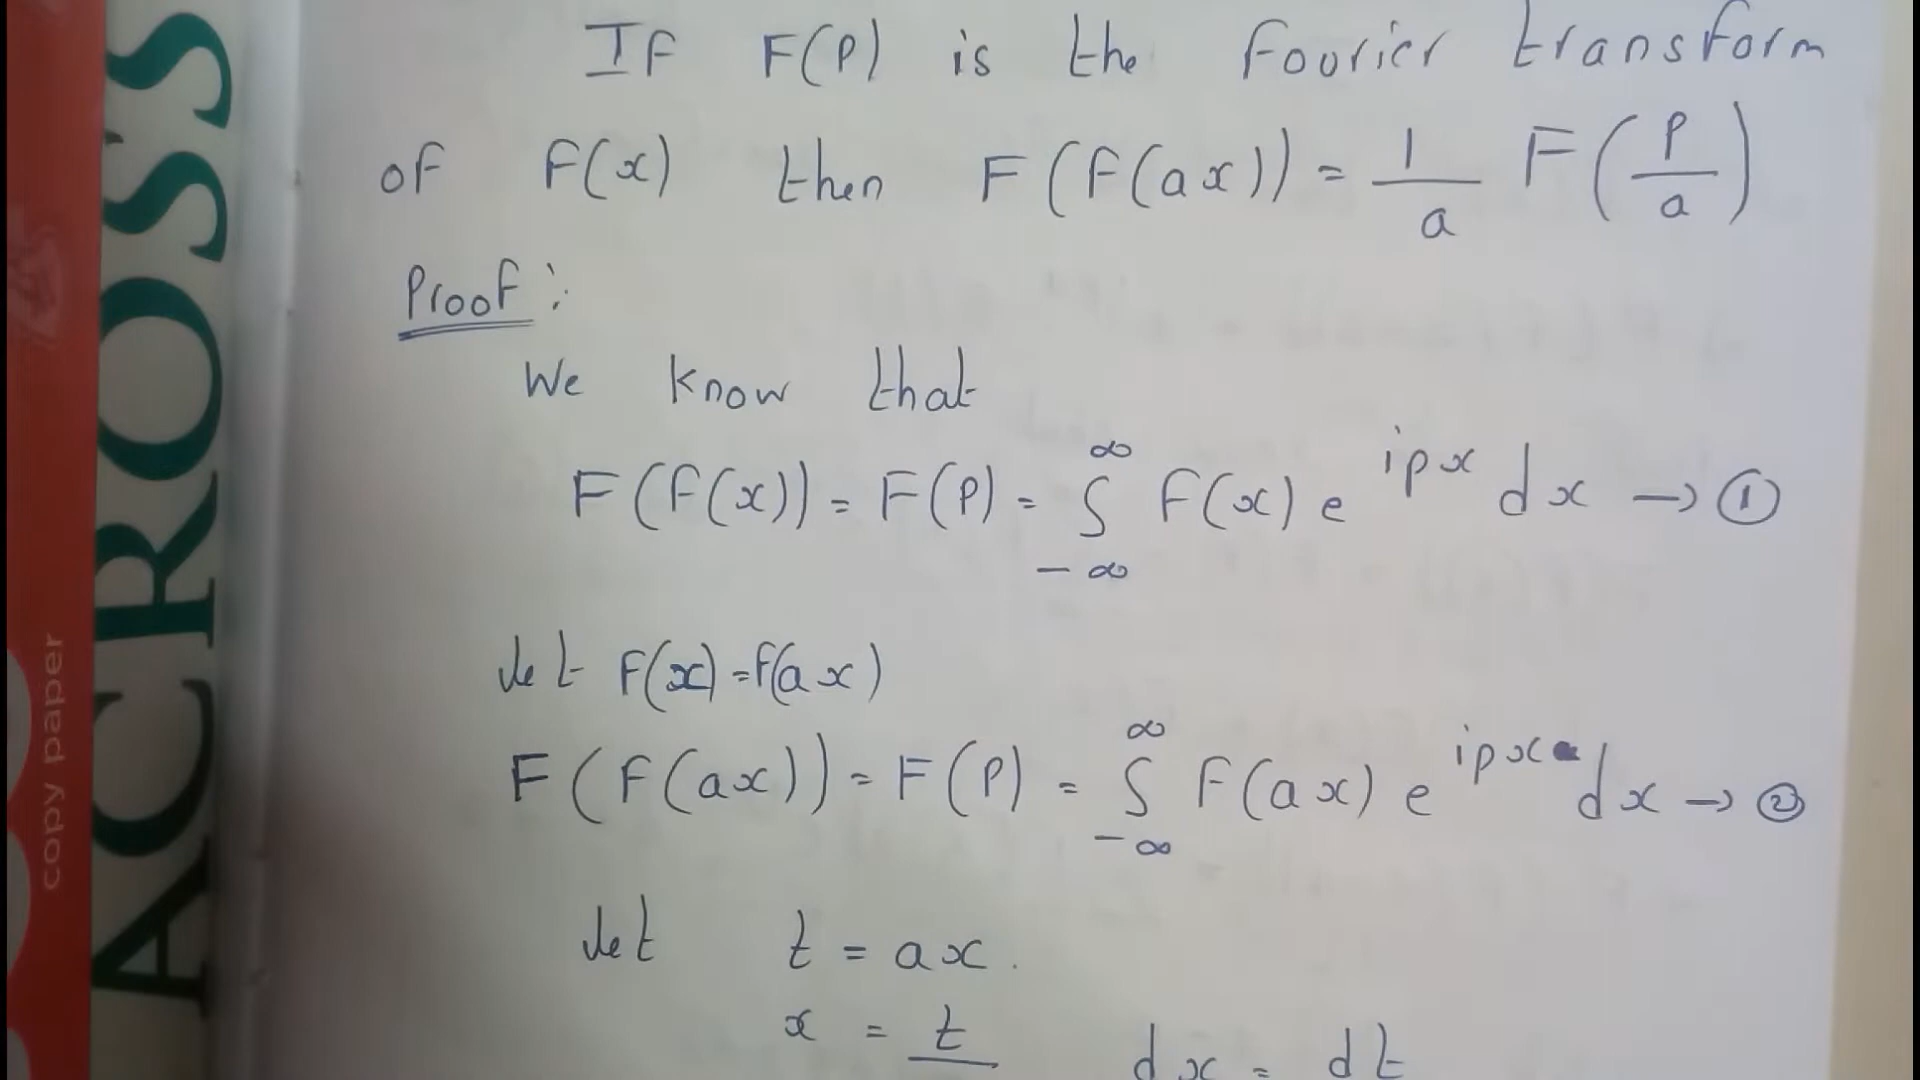 If F(P) is the Fourier transform
of F(x) then F(F(ax)) = 1/a F(P/a)
Proof:
We know that
F(F(x)) = F(P) = ∫_{-∞}^{∞} F(x) e^{ipx} dx → ①
Let F(x) = f(ax)
F(F(ax)) = F(P) = ∫_{-∞}^{∞} F(ax) e^{ipx} dx → ②
Let t = ax.
x = t dx = dt
ACROSS
copy paper